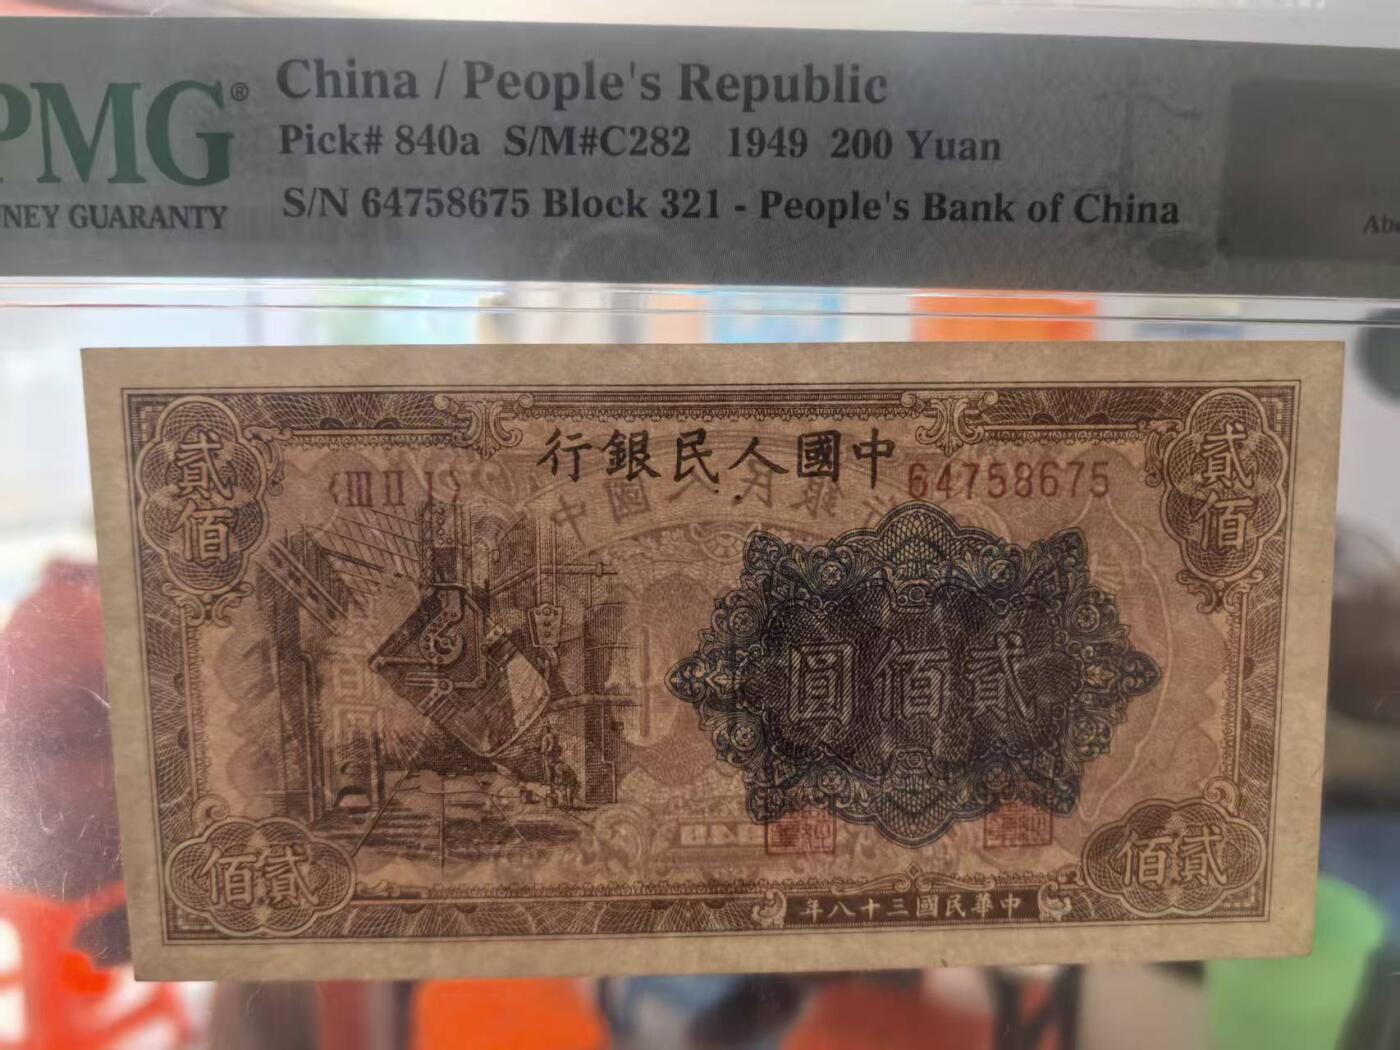 PMG®
China / People's Republic
Pick# 840a S/M#C282 1949 200 Yuan
S/N 64758675 Block 321 - People's Bank of China
GUARANTY
行銀民人國中
64758675
〈III II I〉
貳佰
貳佰
圓佰貳
佰貳
佰貳
年八十三國民華中